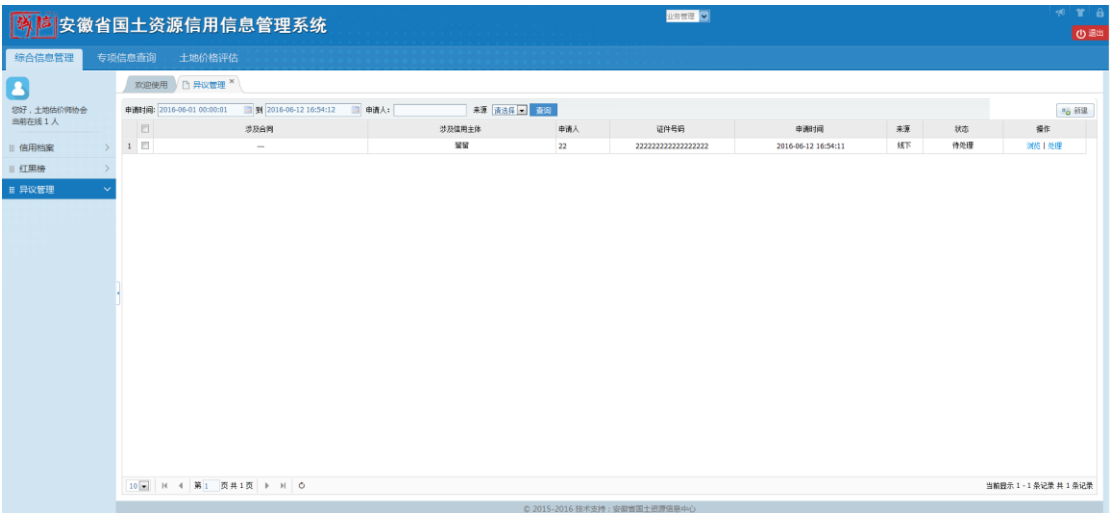 诚信 安徽省国土资源信用信息管理系统 业务管理
退出
综合信息管理 专项信息查询 土地价格评估
欢迎使用 异议管理
您好，土地估价师协会
当前在线 1 人
申请时间: 2016-06-01 00:00:01 到 2016-06-12 16:54:12 申请人: 来源 请选择 查询 新建
涉及合同 涉及信用主体 申请人 证件号码 申请时间 来源 状态 操作
1 — 22 222222222222222222 2016-06-12 16:54:11 线下 待处理 浏览 | 处理
信用档案
红黑榜
异议管理
10 第 1 页 共 1 页 当前显示 1 - 1 条记录 共 1 条记录
© 2015-2016 技术支持：安徽省国土资源信息中心